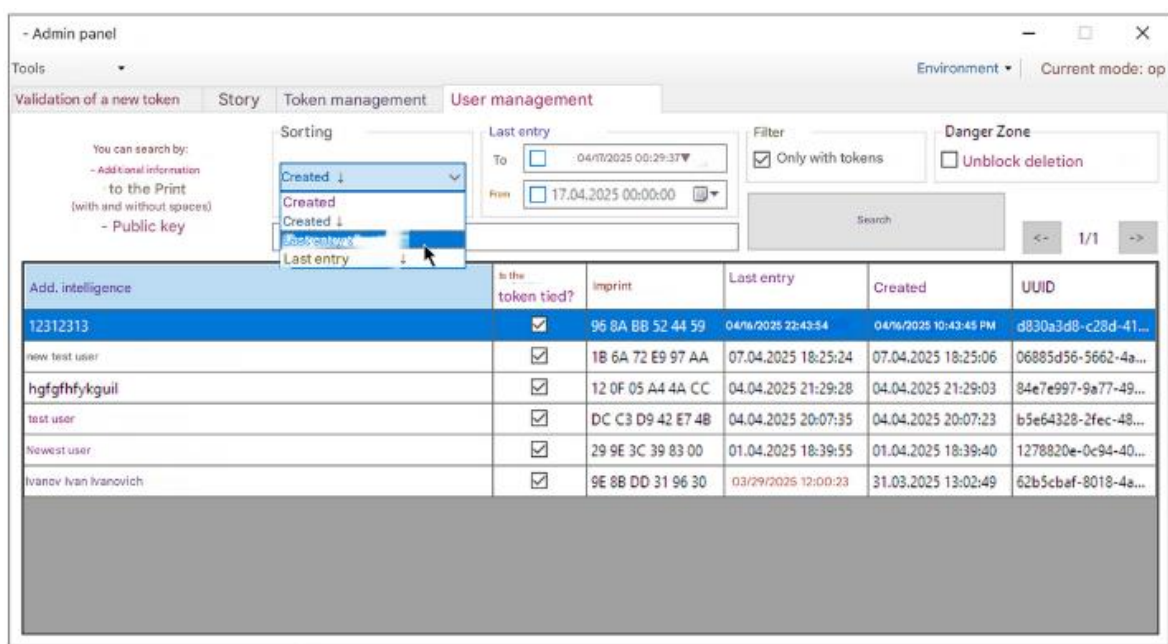 - Admin panel
Tools
Environment
Current mode: op
Validation of a new token
Story
Token management
User management
You can search by:
- Additional information
to the Print
(with and without spaces)
- Public key
Sorting
Created ↓
Created
Created ↓
Last entry
Last entry ↓
Last entry
To
04/17/2025 00:29:37
From
17.04.2025 00:00:00
Filter
Only with tokens
Danger Zone
Unblock deletion
Search
<- 1/1 ->
Add. intelligence
to the
token tied?
Imprint
Last entry
Created
UUID
12312313 96 8A BB 52 44 59 04/16/2025 22:43:54 04/16/2025 10:43:45 PM d830a3d8-c28d-41...
new test user 1B 6A 72 E9 97 AA 07.04.2025 18:25:24 07.04.2025 18:25:06 06885d56-5662-4a...
hgfgfhfykguil 12 0F 05 A4 4A CC 04.04.2025 21:29:28 04.04.2025 21:29:03 84e7e997-9a77-49...
test user DC C3 D9 42 E7 4B 04.04.2025 20:07:35 04.04.2025 20:07:23 b5e64328-2fec-48...
Newest user 29 9E 3C 39 83 00 01.04.2025 18:39:55 01.04.2025 18:39:40 1278820e-0c94-40...
Ivanov Ivan Ivanovich 9E 8B DD 31 96 30 03/29/2025 12:00:23 31.03.2025 13:02:49 62b5cbaf-8018-4a...